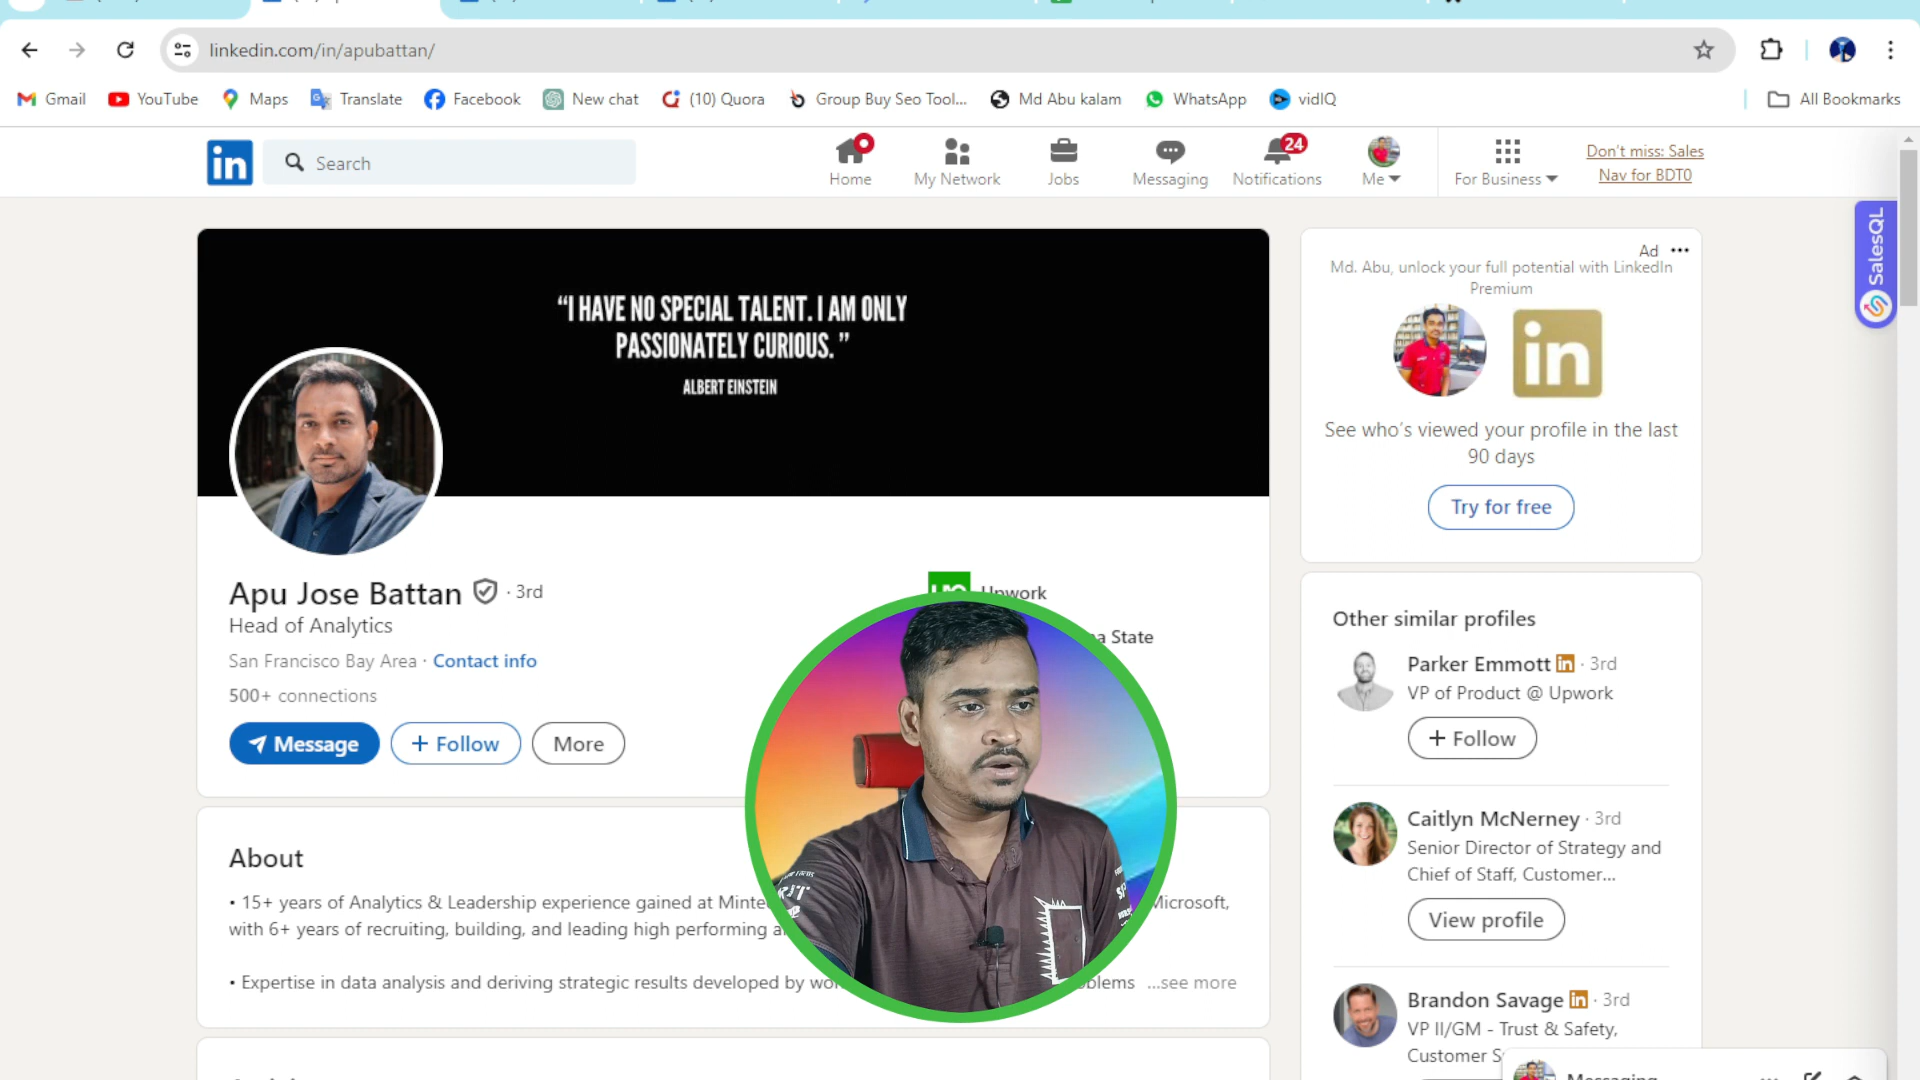 linkedin.com/in/apubattan/
Gmail YouTube Maps Translate Facebook New chat (10) Quora Group Buy Seo Tool... Md Abu kalam WhatsApp vidIQ All Bookmarks
in Search
Home My Network Jobs Messaging 24 Notifications Me For Business
Don't miss: Sales
Nav for BDT0
SalesQL
“I HAVE NO SPECIAL TALENT. I AM ONLY
PASSIONATELY CURIOUS. ”
ALBERT EINSTEIN
Apu Jose Battan · 3rd
Head of Analytics
San Francisco Bay Area · Contact info
500+ connections
Message + Follow More
Upwork
State
About
• 15+ years of Analytics & Leadership experience gained at Microsoft,
with 6+ years of recruiting, building, and leading high performing
• Expertise in data analysis and deriving strategic results developed by ...see more
Ad
Md. Abu, unlock your full potential with LinkedIn
Premium
in
See who's viewed your profile in the last
90 days
Try for free
Other similar profiles
Parker Emmott in · 3rd
VP of Product @ Upwork
+ Follow
Caitlyn McNerney · 3rd
Senior Director of Strategy and
Chief of Staff, Customer...
View profile
Brandon Savage in · 3rd
VP II/GM - Trust & Safety,
Customer
Messaging